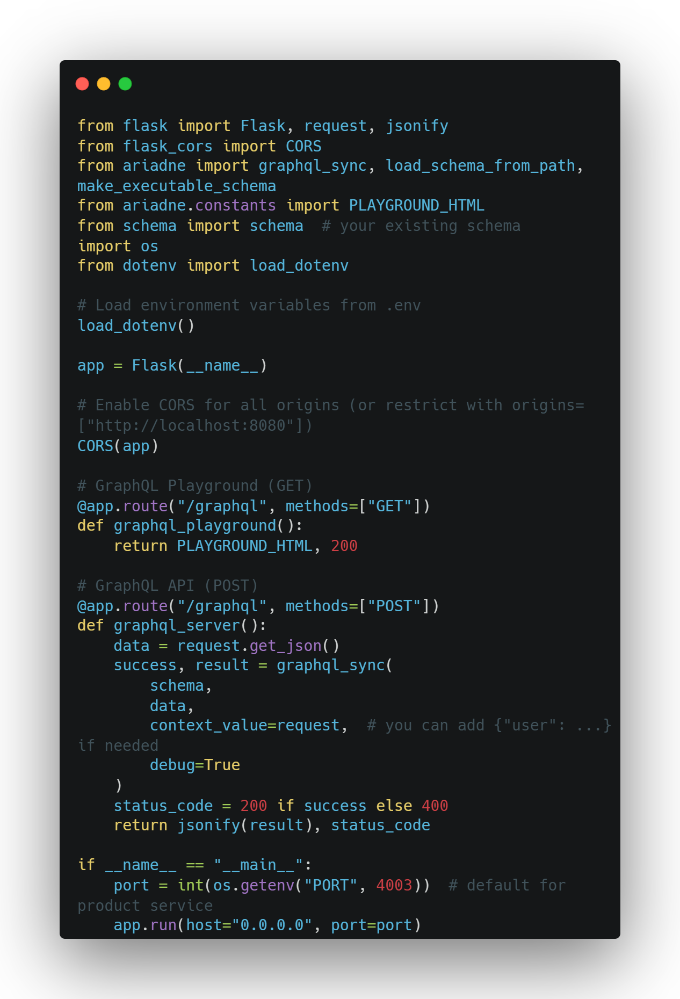 from flask import Flask, request, jsonify
from flask_cors import CORS
from ariadne import graphql_sync, load_schema_from_path,
make_executable_schema
from ariadne.constants import PLAYGROUND_HTML
from schema import schema  # your existing schema
import os
from dotenv import load_dotenv

# Load environment variables from .env
load_dotenv()

app = Flask(__name__)

# Enable CORS for all origins (or restrict with origins=
["http://localhost:8080"])
CORS(app)

# GraphQL Playground (GET)
@app.route("/graphql", methods=["GET"])
def graphql_playground():
    return PLAYGROUND_HTML, 200

# GraphQL API (POST)
@app.route("/graphql", methods=["POST"])
def graphql_server():
    data = request.get_json()
    success, result = graphql_sync(
        schema,
        data,
        context_value=request,  # you can add {"user": ...}
if needed
        debug=True
    )
    status_code = 200 if success else 400
    return jsonify(result), status_code

if __name__ == "__main__":
    port = int(os.getenv("PORT", 4003))  # default for
product service
    app.run(host="0.0.0.0", port=port)